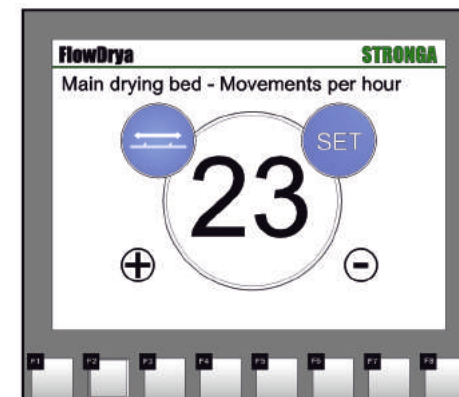 FlowDrya STRONGA
Main drying bed - Movements per hour
SET
23
+ -
F1 F2 F3 F4 F5 F6 F7 F8